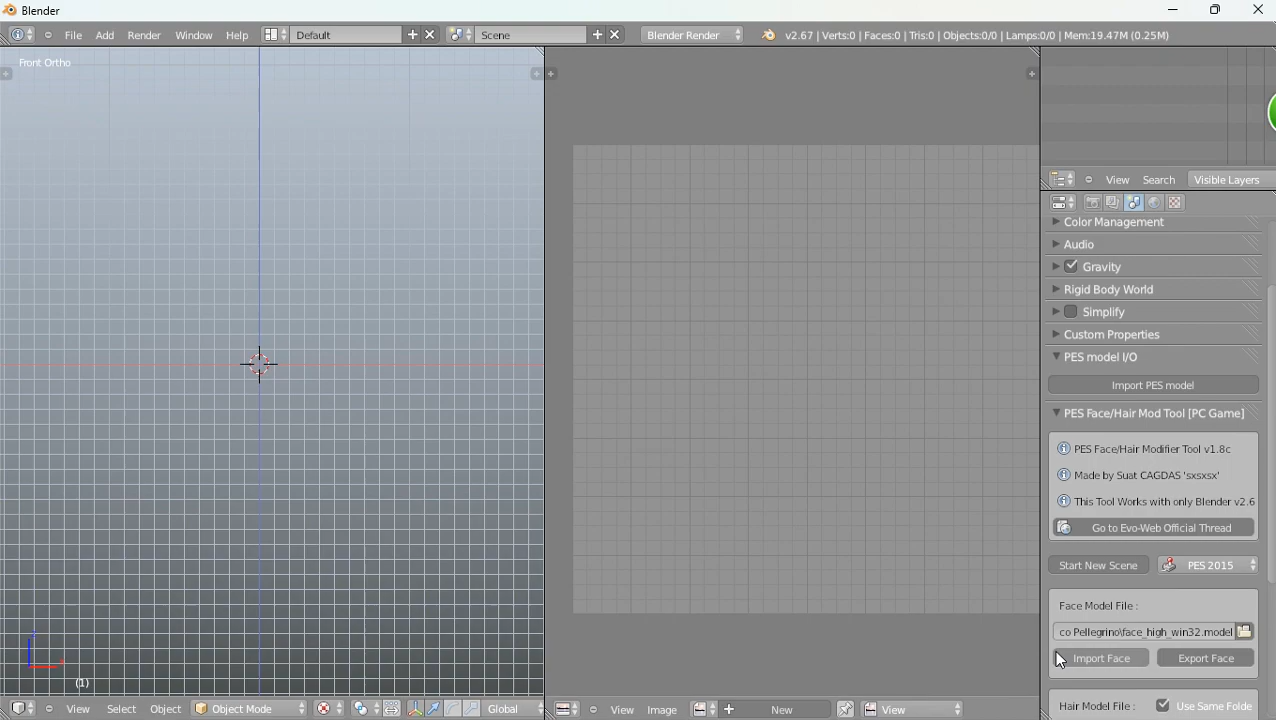 Blender
File Add Render Window Help Default Scene Blender Render v2.67 | Verts:0 | Faces:0 | Tris:0 | Objects:0/0 | Lamps:0/0 | Mem:19.47M (0.25M)
Front Ortho
View Search Visible Layers
Color Management
Audio
Gravity
Rigid Body World
Simplify
Custom Properties
PES model I/O
Import PES model
PES Face/Hair Mod Tool [PC Game]
PES Face/Hair Modifier Tool v1.8c
Made by Suat CAGDAS 'sxsxsx'
This Tool Works with only Blender v2.6
Go to Evo-Web Official Thread
Start New Scene PES 2015
Face Model File :
co Pellegrino\face_high_win32.model
Import Face Export Face
Hair Model File : Use Same Folde
(1)
View Select Object Object Mode Global View Image New View